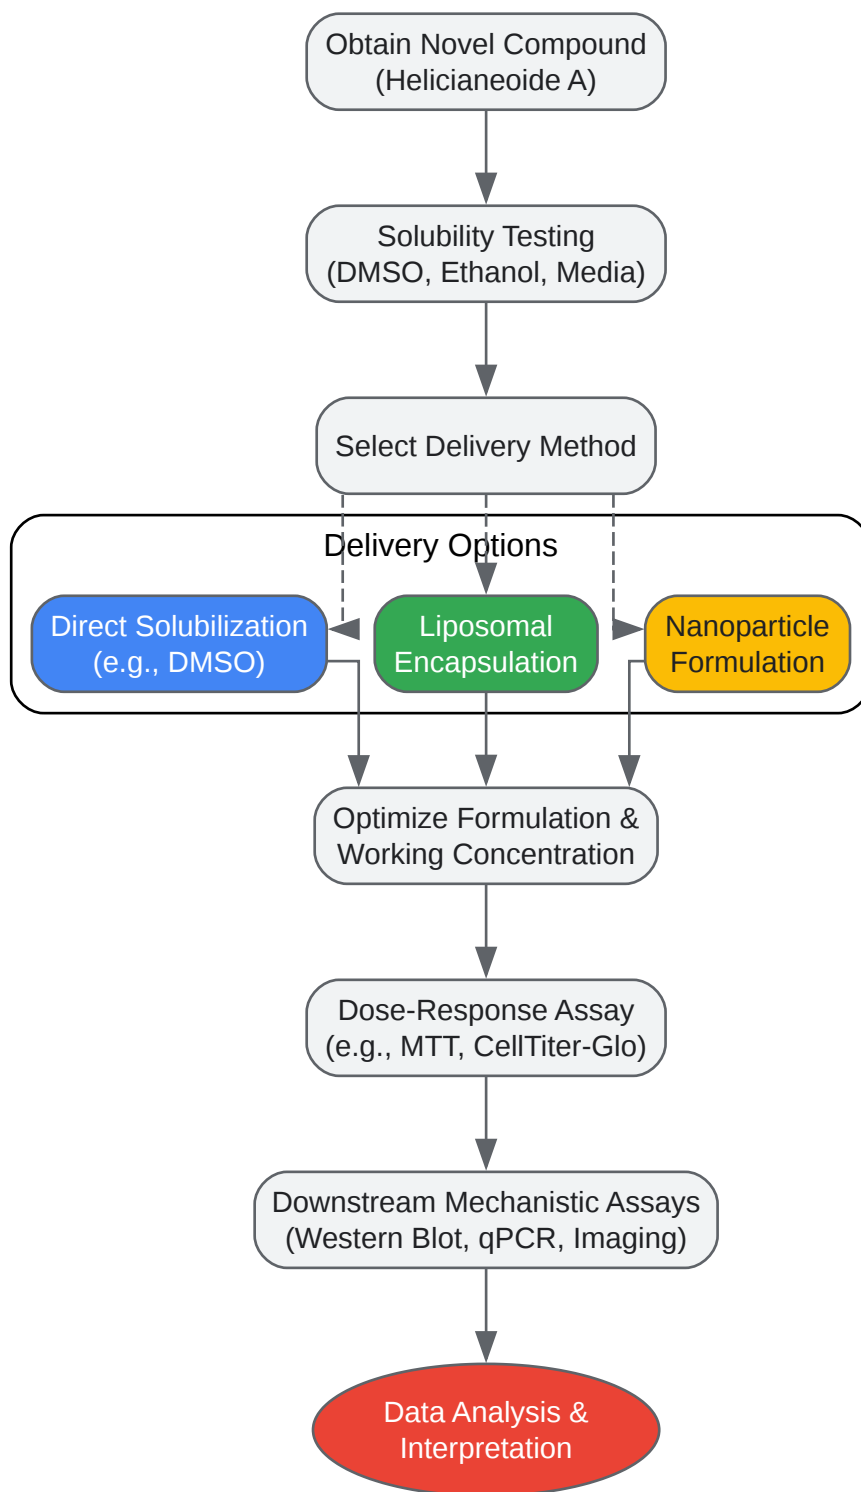 Obtain Novel Compound
(Helicianeoide A)
Solubility Testing
(DMSO, Ethanol, Media)
Select Delivery Method
Delivery Options
Direct Solubilization
(e.g., DMSO)
Liposomal
Encapsulation
Nanoparticle
Formulation
Optimize Formulation &
Working Concentration
Dose-Response Assay
(e.g., MTT, CellTiter-Glo)
Downstream Mechanistic Assays
(Western Blot, qPCR, Imaging)
Data Analysis &
Interpretation